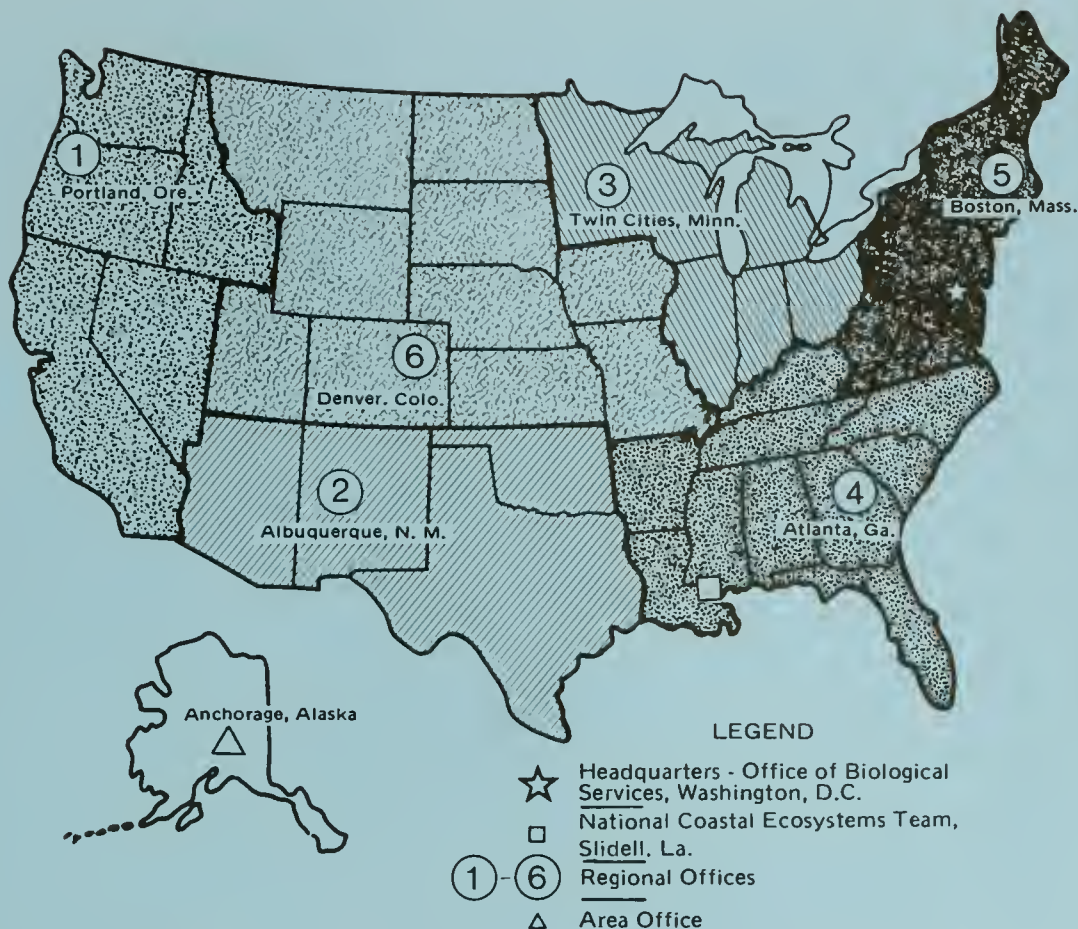 1
Portland, Ore.
3
Twin Cities, Minn.
5
Boston, Mass.
6
Denver. Colo.
2
Albuquerque, N. M.
4
Atlanta, Ga.
Anchorage, Alaska
LEGEND
Headquarters - Office of Biological
Services, Washington, D.C.
National Coastal Ecosystems Team,
Slidell, La.
1 - 6 Regional Offices
Area Office